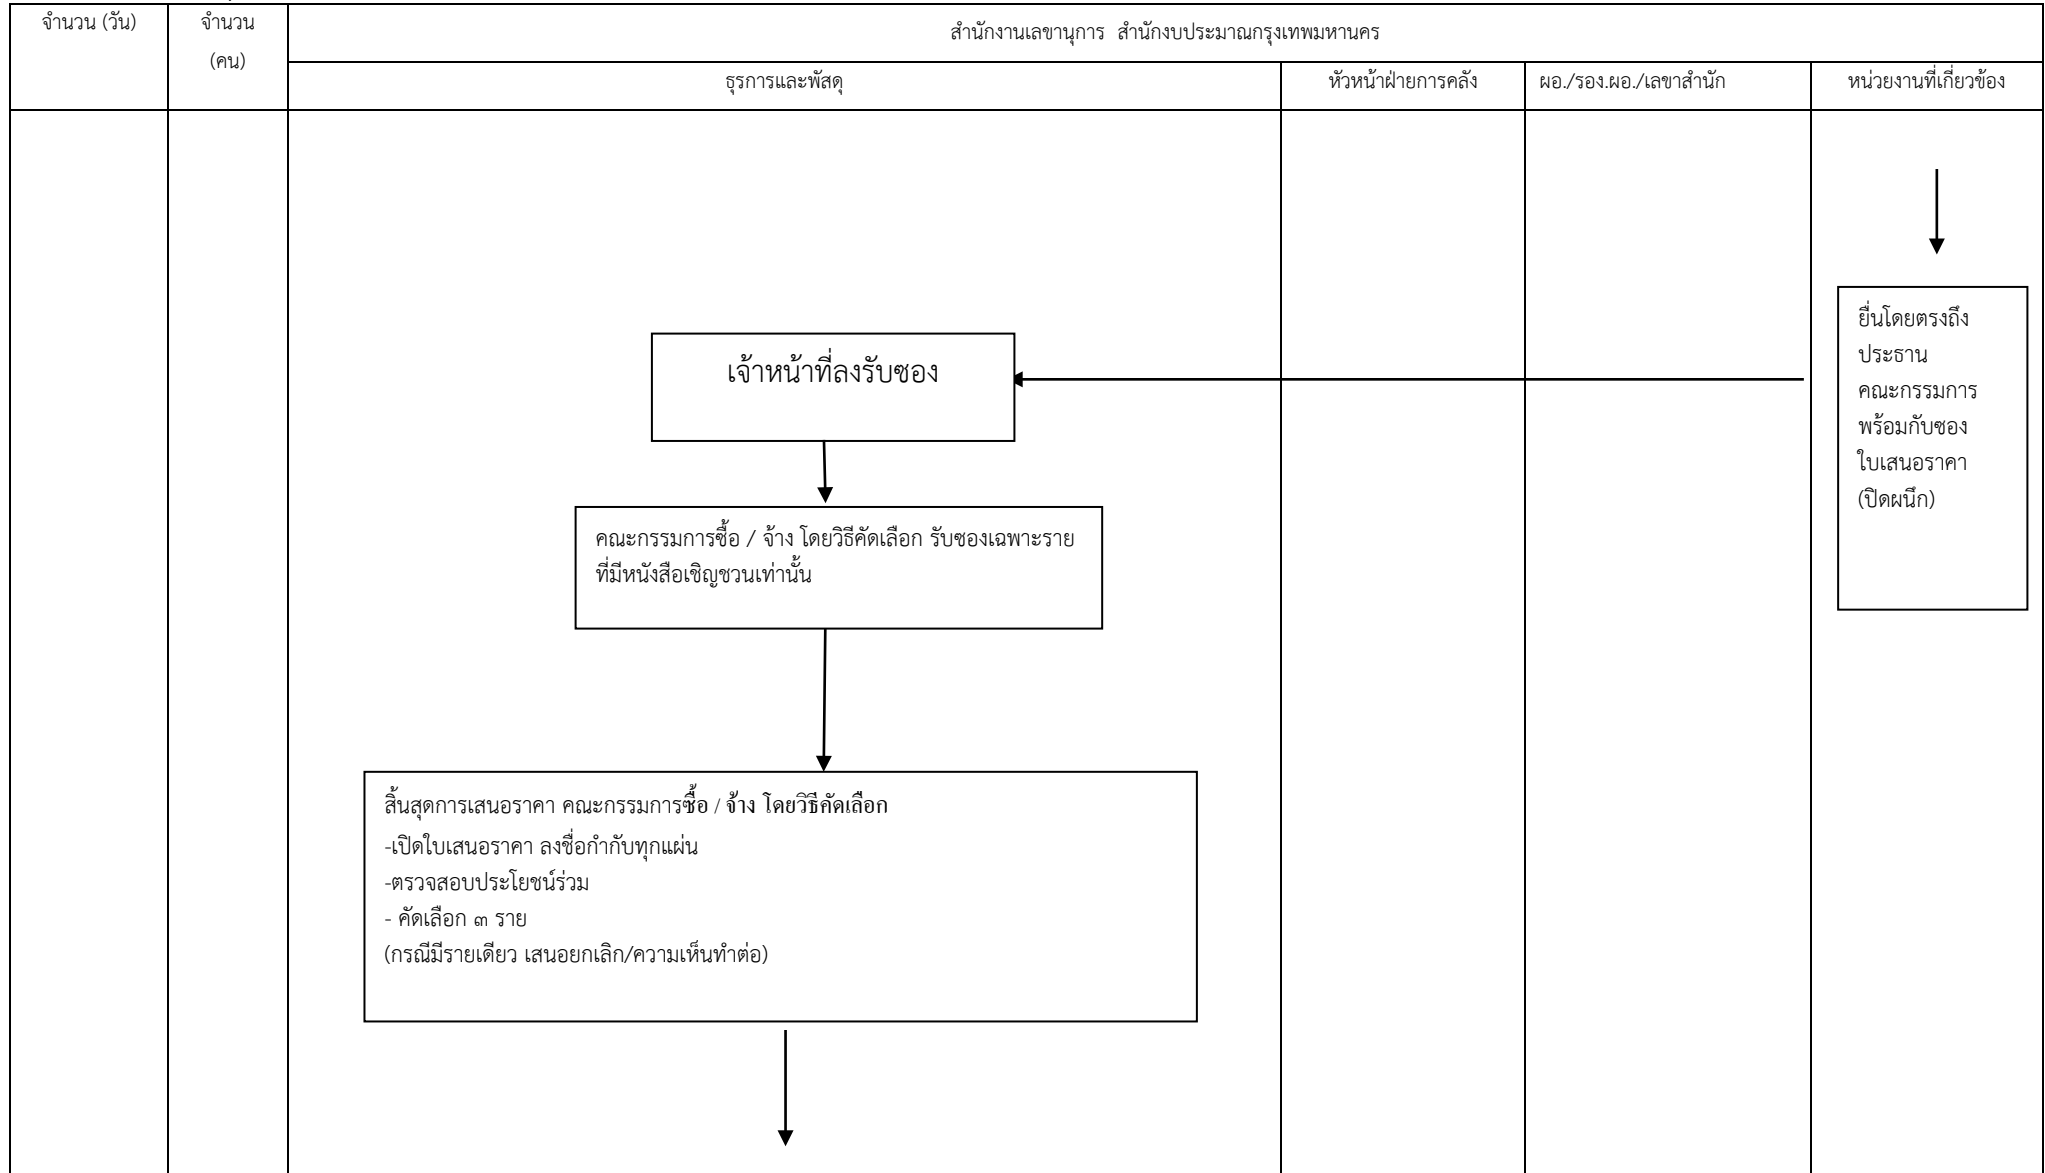 จำนวน (วัน)
จำนวน
(คน)
สำนักงานเลขานุการ สำนักงบประมาณกรุงเทพมหานคร
ธุรการและพัสดุ
หัวหน้าฝ่ายการคลัง
ผอ./รอง.ผอ./เลขาสำนัก
หน่วยงานที่เกี่ยวข้อง
ยื่นโดยตรงถึง
ประธาน
คณะกรรมการ
พร้อมกับซอง
ใบเสนอราคา
(ปิดผนึก)
เจ้าหน้าที่ลงรับซอง
คณะกรรมการซื้อ / จ้าง โดยวิธีคัดเลือก รับซองเฉพาะราย
ที่มีหนังสือเชิญชวนเท่านั้น
สิ้นสุดการเสนอราคา คณะกรรมการซื้อ / จ้าง โดยวิธีคัดเลือก
-เปิดใบเสนอราคา ลงชื่อกำกับทุกแผ่น
-ตรวจสอบประโยชน์ร่วม
- คัดเลือก ๓ ราย
(กรณีมีรายเดียว เสนอยกเลิก/ความเห็นทำต่อ)